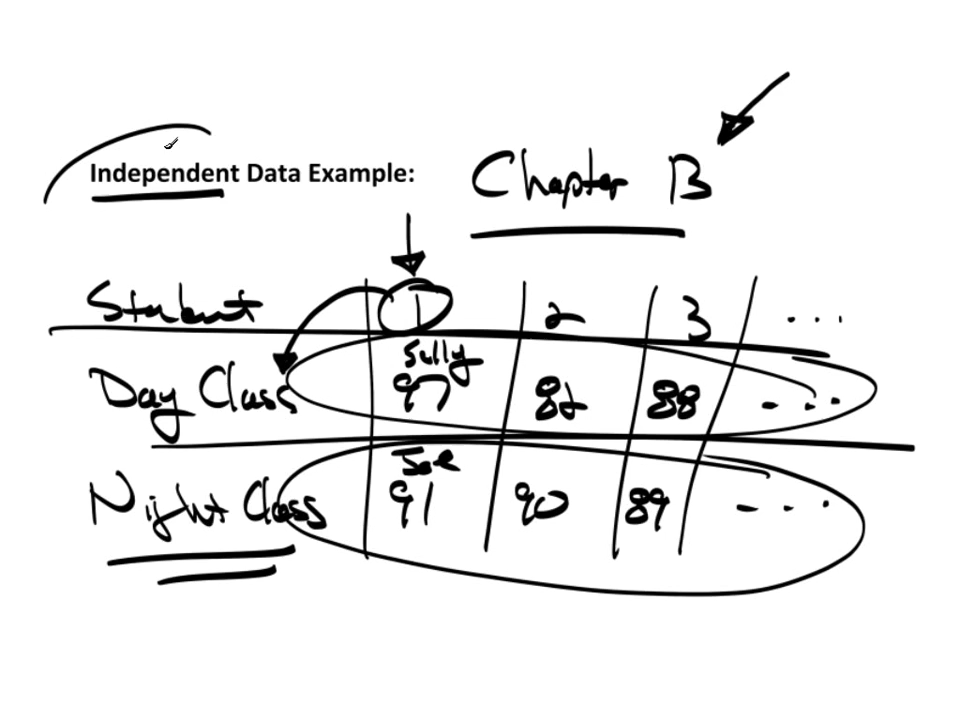 Independent Data Example: Chapter B
Student 1 2 3 ...
Sully
Day Class 97 82 88 ...
Joe
Night Class 91 90 89 ...